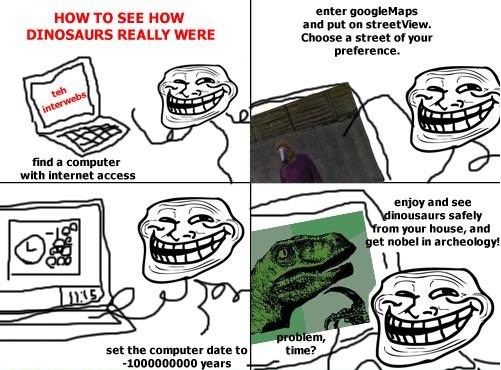 HOW TO SEE HOW
DINOSAURS REALLY WERE
teh
interwebs
find a computer
with internet access
enter googleMaps
and put on streetView.
Choose a street of your
preference.
11:15
set the computer date to
-1000000000 years
enjoy and see
dinousaurs safely
from your house, and
get nobel in archeology!
problem,
time?